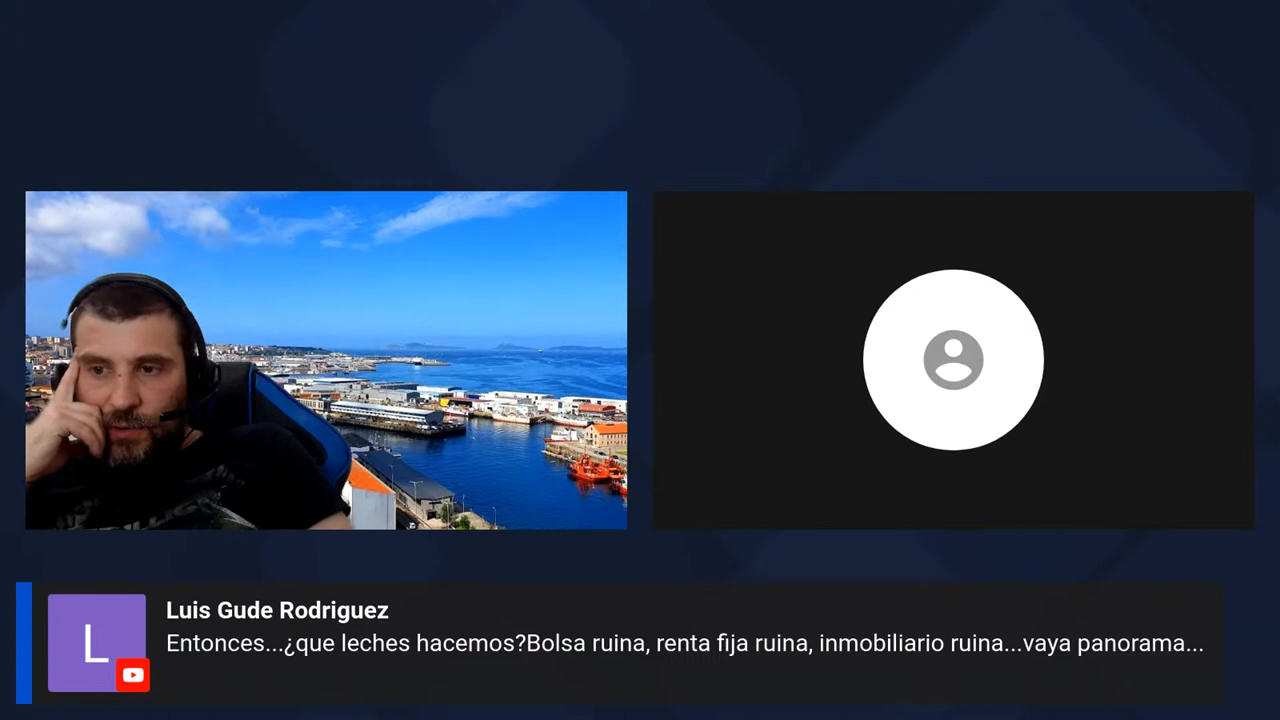 L
Luis Gude Rodriguez
Entonces...¿que leches hacemos?Bolsa ruina, renta fija ruina, inmobiliario ruina...vaya panorama...